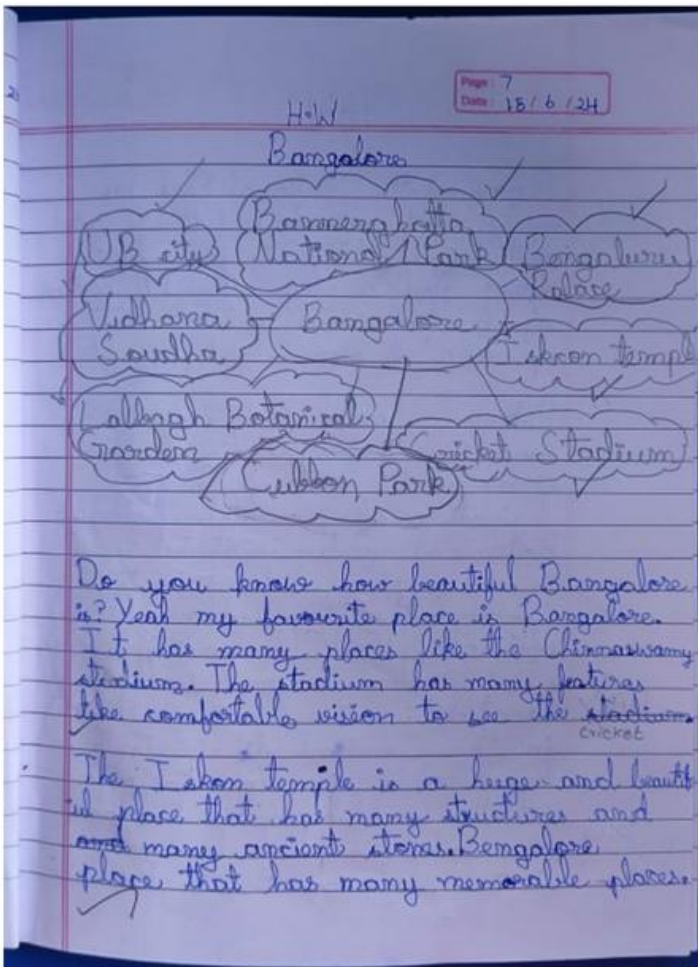 Page: 7
Date: 15/6/24
H.W
Bangalore
UB city
Bannerghatta
National Park
Bengaluru
Palace
Vidhana
Soudha
Bangalore
Iskcon templ
Lalbagh Botanical
Garden
Cricket Stadium
Cubbon Park
Do you know how beautiful Bangalore
is? Yeah my favourite place is Bangalore.
It has many places like the Chinnaswamy
stadium. The stadium has many features
like comfortable vision to see the stadium
cricket
The Iskon temple is a huge and beautif
ul place that has many structures and
and many ancient stones. Bengalore
place that has many memorable places.